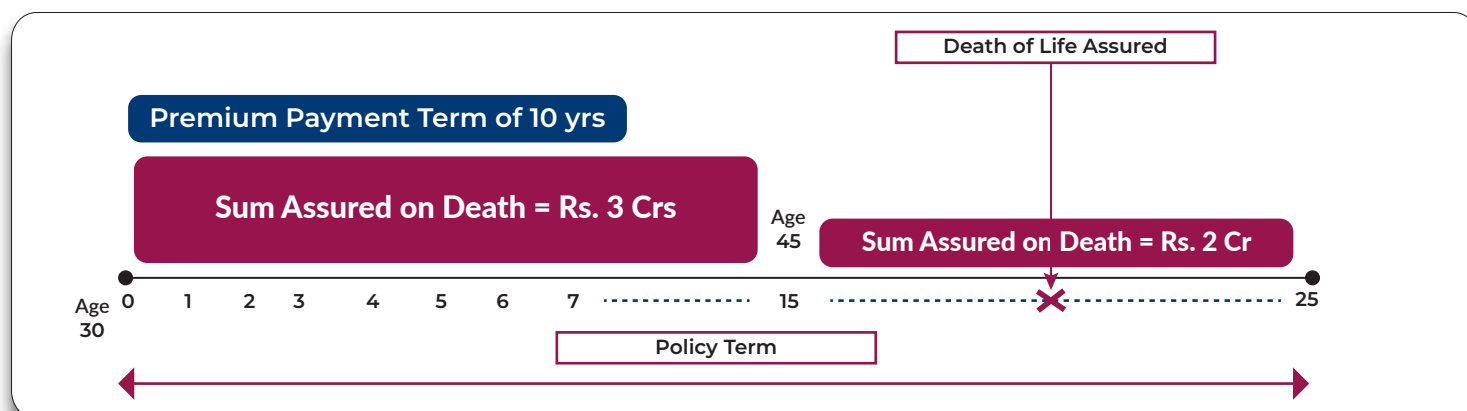 Death of Life Assured
Premium Payment Term of 10 yrs
Sum Assured on Death = Rs. 3 Crs
Age
45
Sum Assured on Death = Rs. 2 Cr
Age
30
0 1 2 3 4 5 6 7 15 25
Policy Term